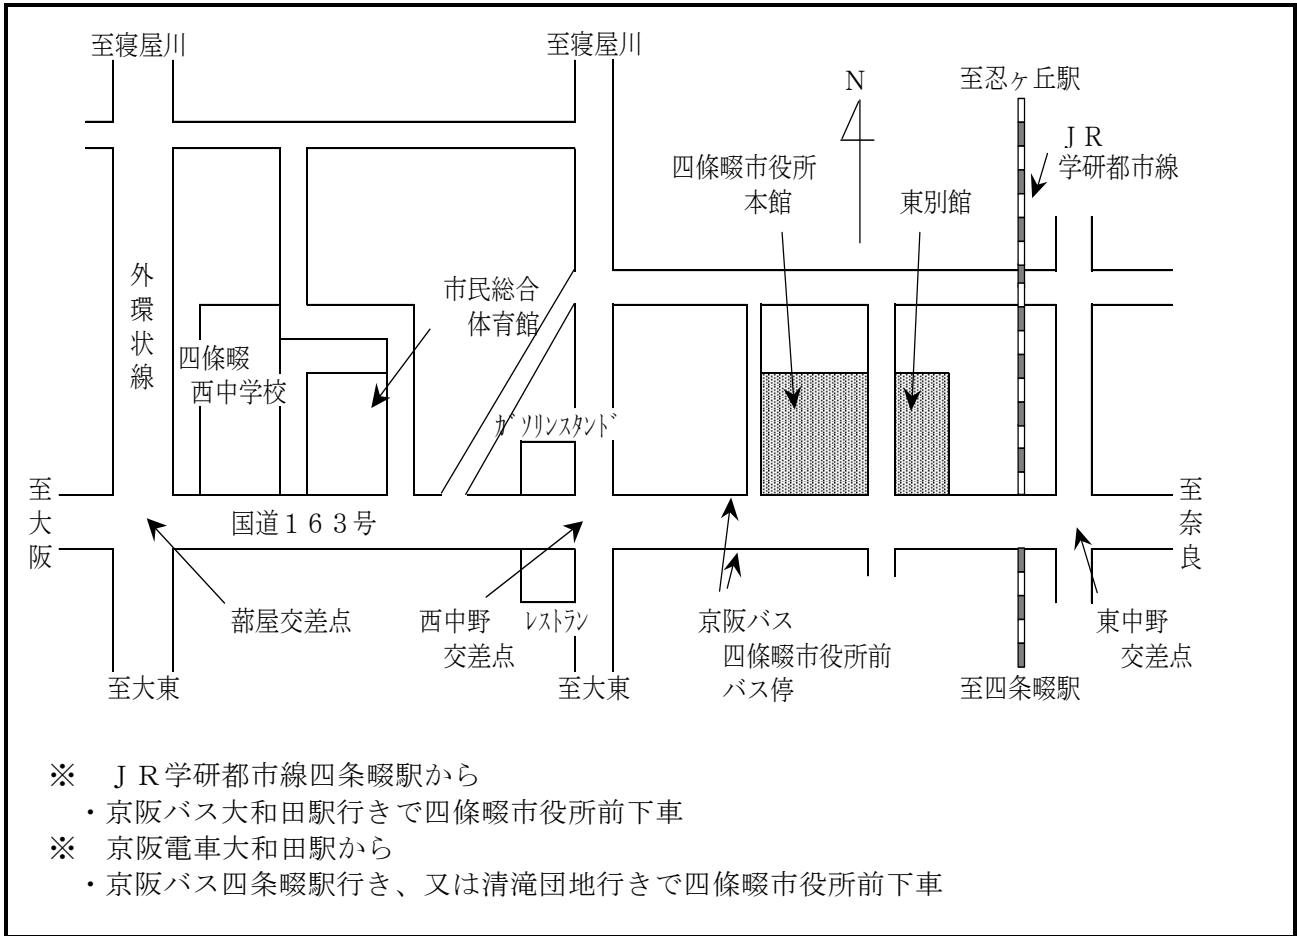 至寝屋川
至寝屋川
N
至忍ヶ丘駅
ＪＲ
学研都市線
四條畷市役所
本館
東別館
外環状線
市民総合
体育館
四條畷
西中学校
ｶﾞｿﾘﾝｽﾀﾝﾄﾞ
至大阪
国道１６３号
至奈良
蔀屋交差点
西中野
交差点
ﾚｽﾄﾗﾝ
京阪バス
四條畷市役所前
バス停
東中野
交差点
至大東
至大東
至四条畷駅
※　ＪＲ学研都市線四条畷駅から
・京阪バス大和田駅行きで四條畷市役所前下車
※　京阪電車大和田駅から
・京阪バス四条畷駅行き、又は清滝団地行きで四條畷市役所前下車